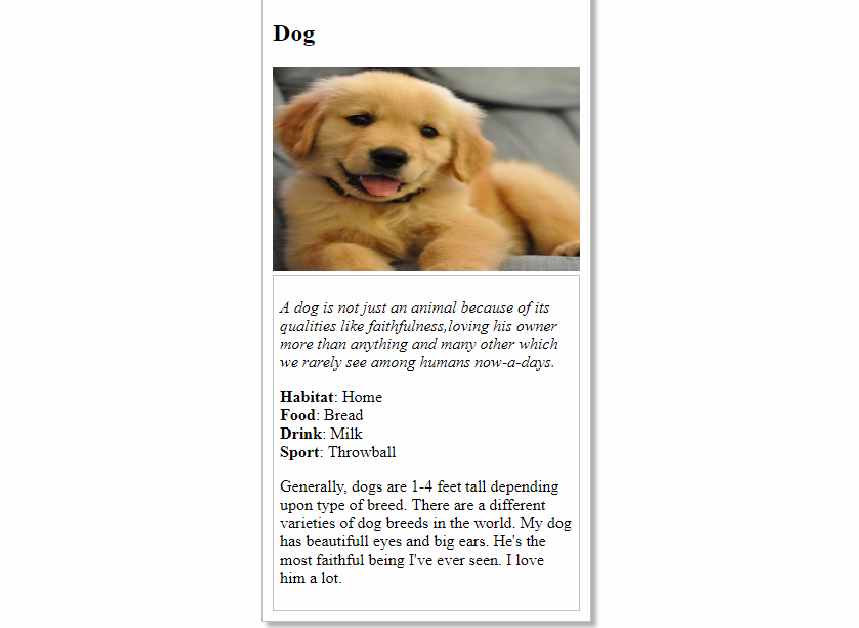 Dog
A dog is not just an animal because of its
qualities like faithfulness,loving his owner
more than anything and many other which
we rarely see among humans now-a-days.
Habitat: Home
Food: Bread
Drink: Milk
Sport: Throwball
Generally, dogs are 1-4 feet tall depending
upon type of breed. There are a different
varieties of dog breeds in the world. My dog
has beautifull eyes and big ears. He's the
most faithful being I've ever seen. I love
him a lot.